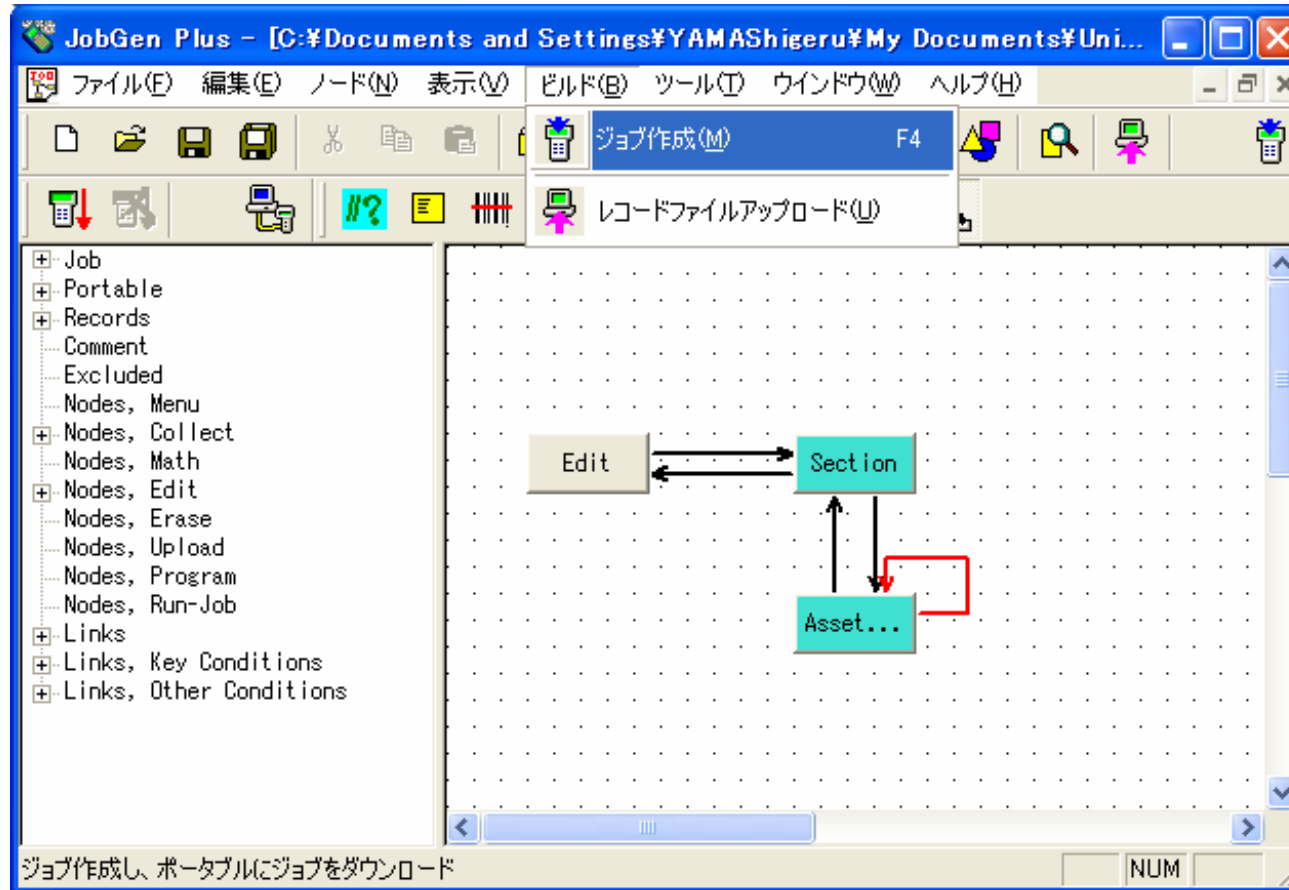 JobGen Plus - [C:¥Documents and Settings¥YAMAShigeru¥My Documents¥Uni...
ファイル(F) 編集(E) ノード(N) 表示(V) ビルド(B) ツール(T) ウインドウ(W) ヘルプ(H)
ジョブ作成(M) F4
レコードファイルアップロード(U)
//?
Job
Portable
Records
Comment
Excluded
Nodes, Menu
Nodes, Collect
Nodes, Math
Nodes, Edit
Nodes, Erase
Nodes, Upload
Nodes, Program
Nodes, Run-Job
Links
Links, Key Conditions
Links, Other Conditions
Edit
Section
Asset...
ジョブ作成し、ポータブルにジョブをダウンロード
NUM